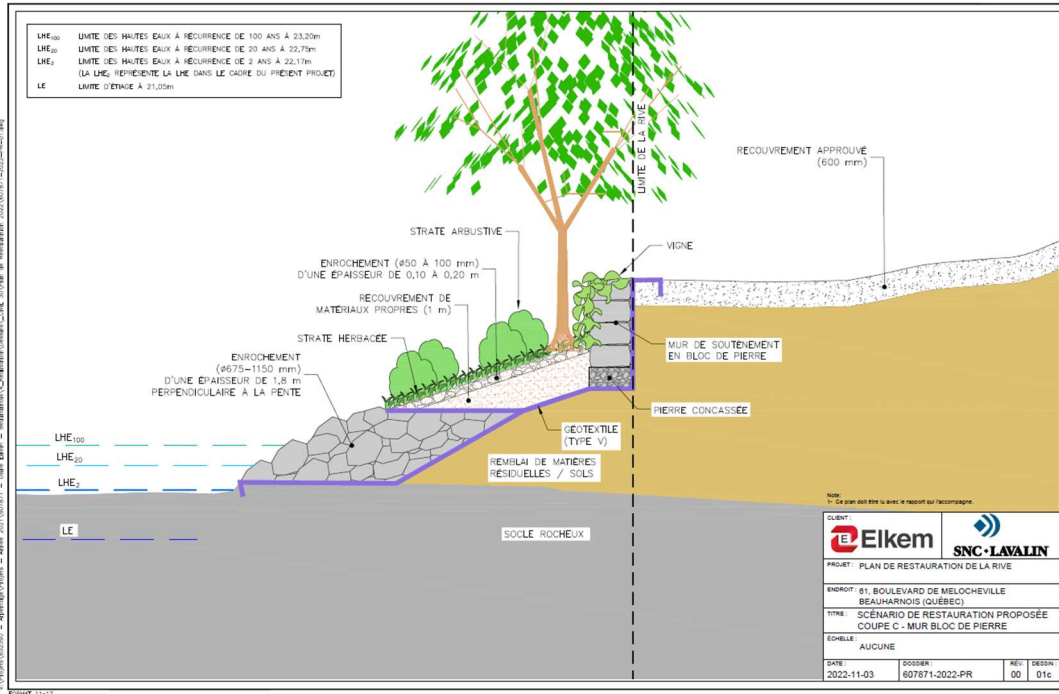 LHE100 LIMITE DES HAUTES EAUX À RÉCURRENCE DE 100 ANS À 23,20m
LHE20 LIMITE DES HAUTES EAUX À RÉCURRENCE DE 20 ANS À 22,75m
LHE2 LIMITE DES HAUTES EAUX À RÉCURRENCE DE 2 ANS À 22,17m
(LA LHE2 REPRÉSENTE LA LHE DANS LE CADRE DU PRÉSENT PROJET)
LE LIMITE D'ÉTIAGE À 21,05m
LIMITE DE LA RIVE
RECOUVREMENT APPROUVÉ
(600 mm)
STRATE ARBUSTIVE
VIGNE
ENROCHEMENT (ø50 À 100 mm)
D'UNE ÉPAISSEUR DE 0,10 À 0,20 m
RECOUVREMENT DE
MATÉRIAUX PROPRES (1 m)
STRATE HERBACÉE
MUR DE SOUTÈNEMENT
EN BLOC DE PIERRE
ENROCHEMENT
(ø675-1150 mm)
D'UNE ÉPAISSEUR DE 1,8 m
PERPENDICULAIRE À LA PENTE
PIERRE CONCASSÉE
GÉOTEXTILE
(TYPE V)
LHE100
LHE20
LHE2
REMBLAI DE MATIÈRES
RÉSIDUELLES / SOLS
LE
SOCLE ROCHEUX
Note:
1- Ce plan doit être lu avec le rapport qui l'accompagne.
CLIENT:
Elkem
SNC•LAVALIN
PROJET: PLAN DE RESTAURATION DE LA RIVE
ENDROIT: 61, BOULEVARD DE MELOCHEVILLE
BEAUHARNOIS (QUÉBEC)
TITRE: SCÉNARIO DE RESTAURATION PROPOSÉE
COUPE C - MUR BLOC DE PIERRE
ÉCHELLE:
AUCUNE
DATE: DOSSIER: RÉV. DESSIN:
2022-11-03 607871-2022-PR 00 01c
FORMAT 11x17